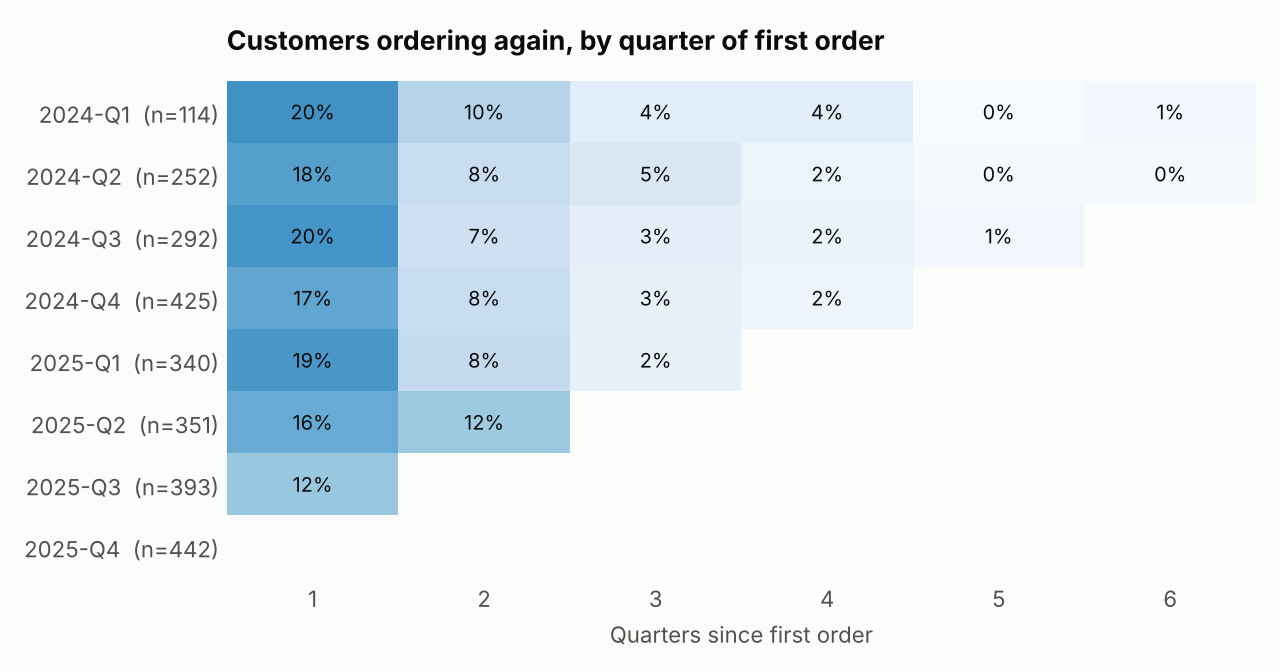 Customers ordering again, by quarter of first order
2024-Q1 (n=114) 20% 10% 4% 4% 0% 1%
2024-Q2 (n=252) 18% 8% 5% 2% 0% 0%
2024-Q3 (n=292) 20% 7% 3% 2% 1%
2024-Q4 (n=425) 17% 8% 3% 2%
2025-Q1 (n=340) 19% 8% 2%
2025-Q2 (n=351) 16% 12%
2025-Q3 (n=393) 12%
2025-Q4 (n=442)
1 2 3 4 5 6
Quarters since first order